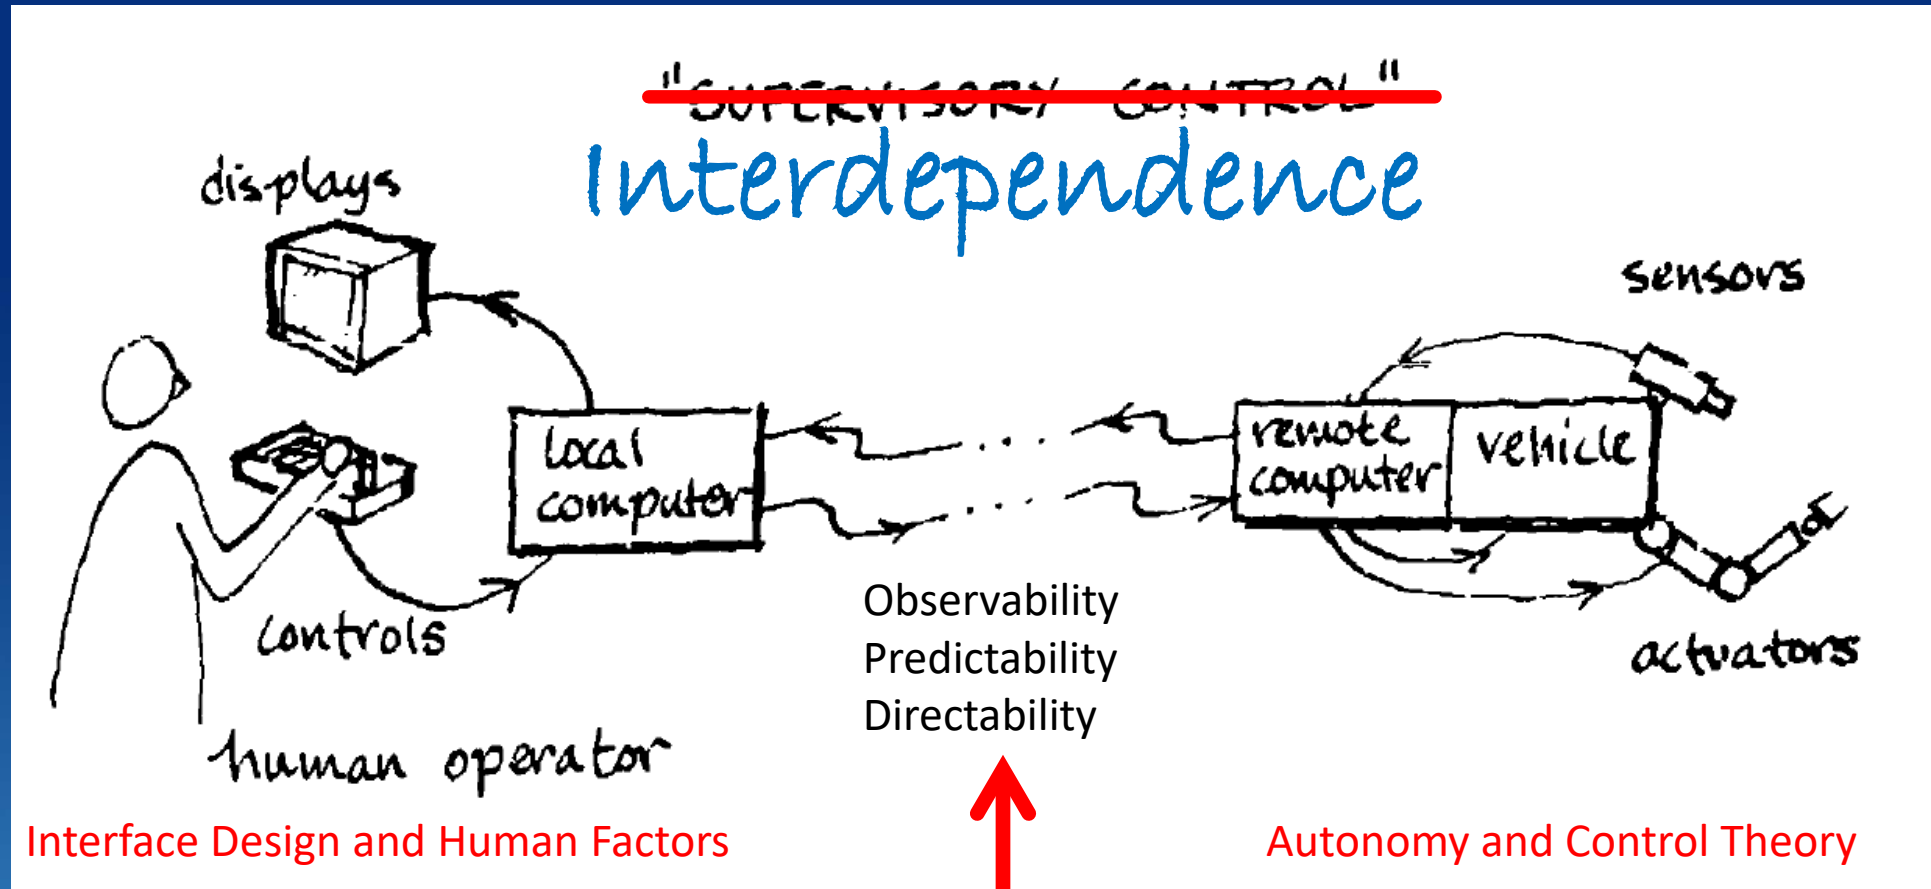 "SUPERVISORY CONTROL"
Interdependence
displays
sensors
local
computer
remote
computer
vehicle
controls
Observability
Predictability
Directability
actuators
human operator
Interface Design and Human Factors
Autonomy and Control Theory